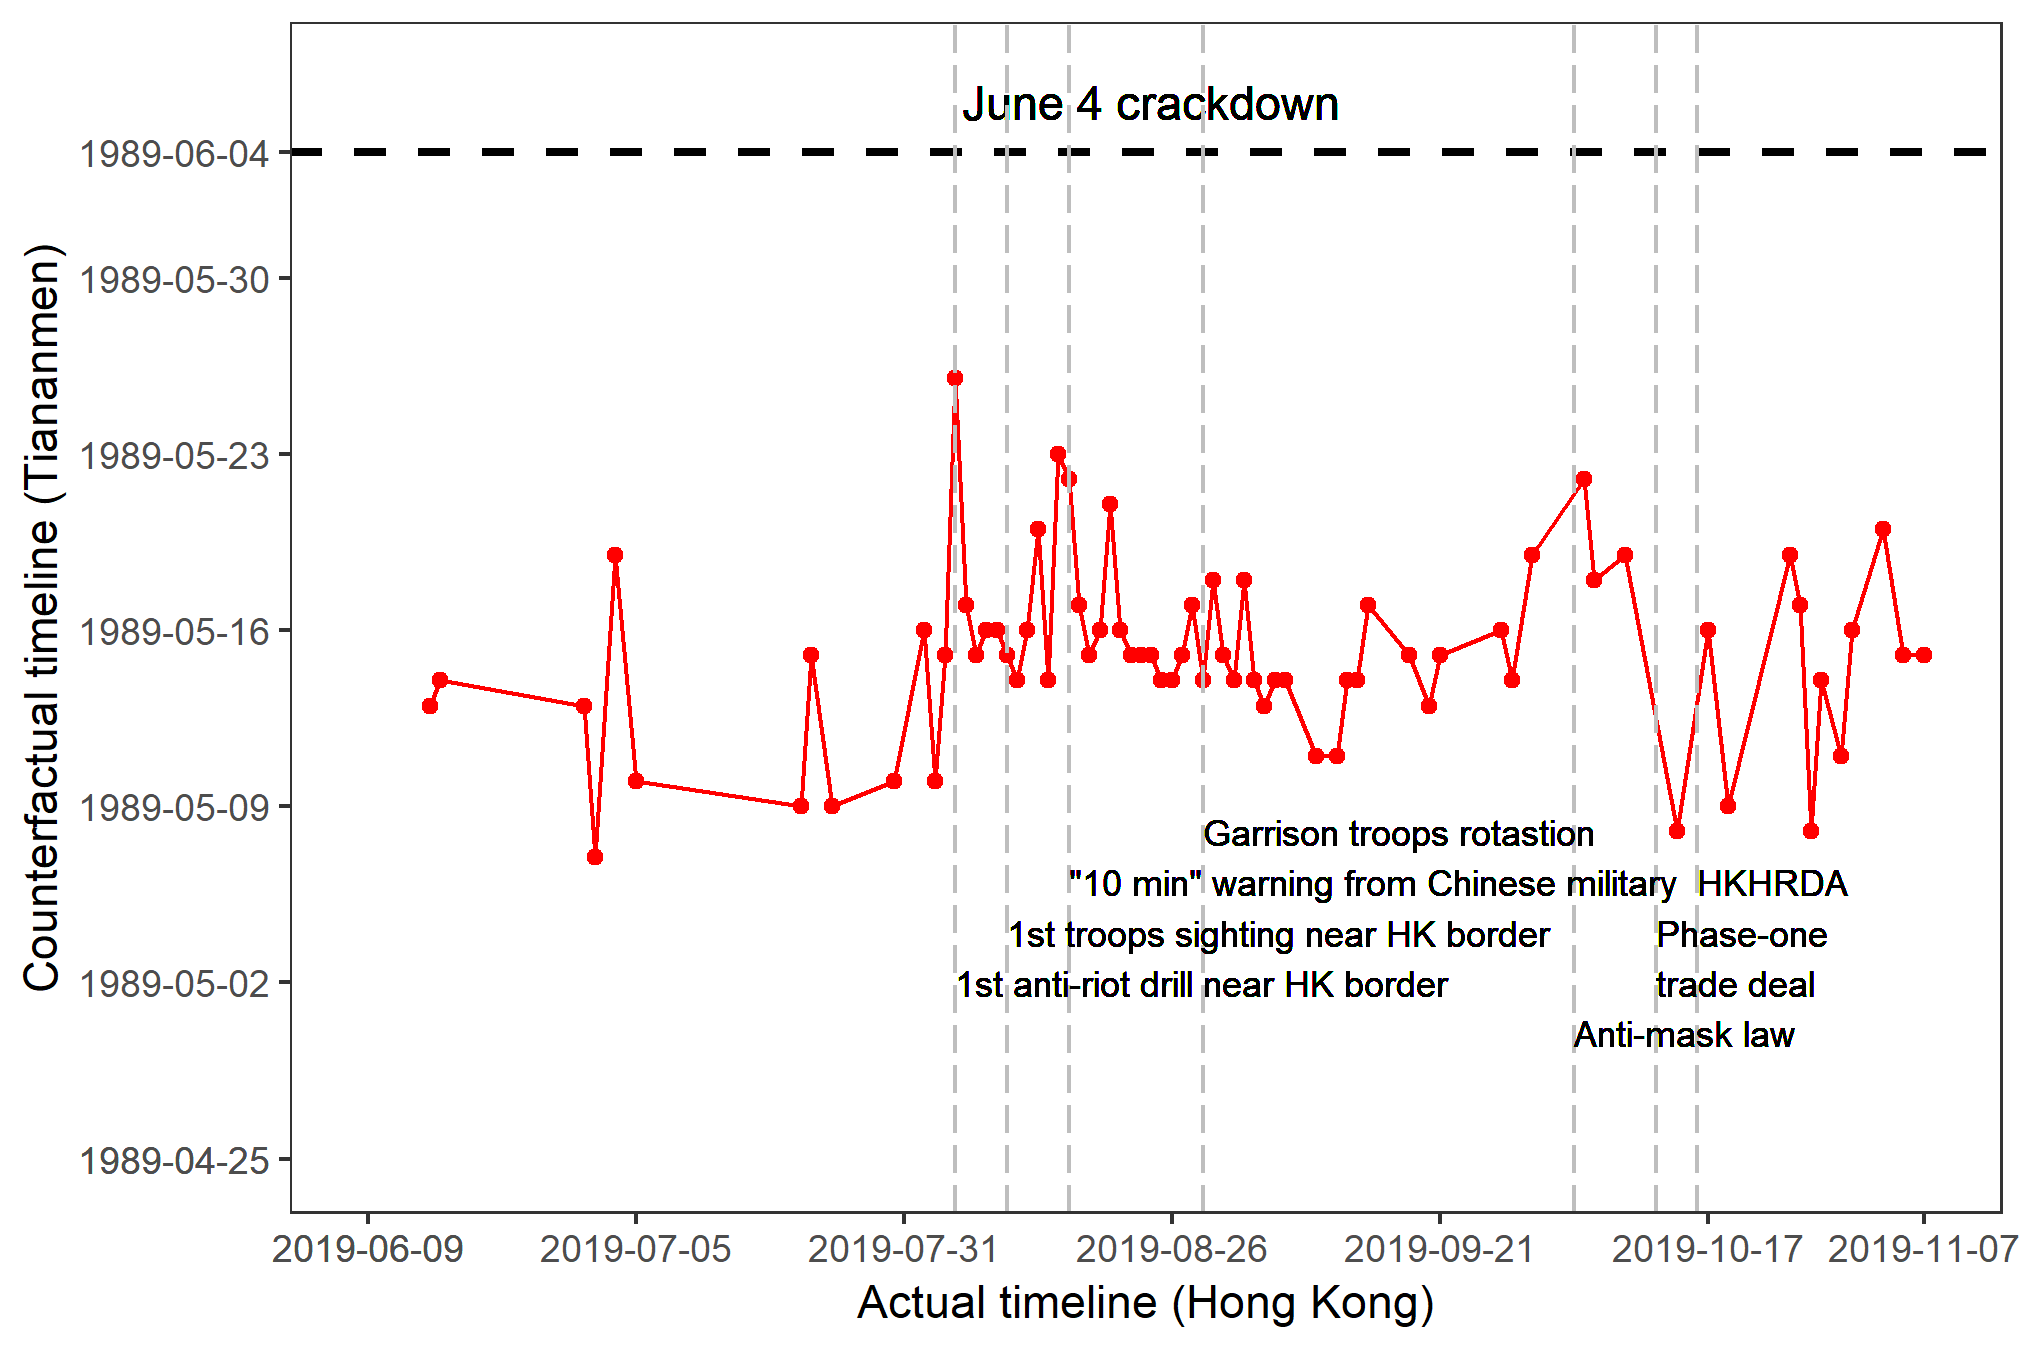 June 4 crackdown
1989-06-04
1989-05-30
1989-05-23
1989-05-16
1989-05-09
1989-05-02
1989-04-25
Counterfactual timeline (Tiananmen)
Garrison troops rotastion
"10 min" warning from Chinese military
HKHRDA
1st troops sighting near HK border
Phase-one
1st anti-riot drill near HK border
trade deal
Anti-mask law
2019-06-09
2019-07-05
2019-07-31
2019-08-26
2019-09-21
2019-10-17
2019-11-07
Actual timeline (Hong Kong)